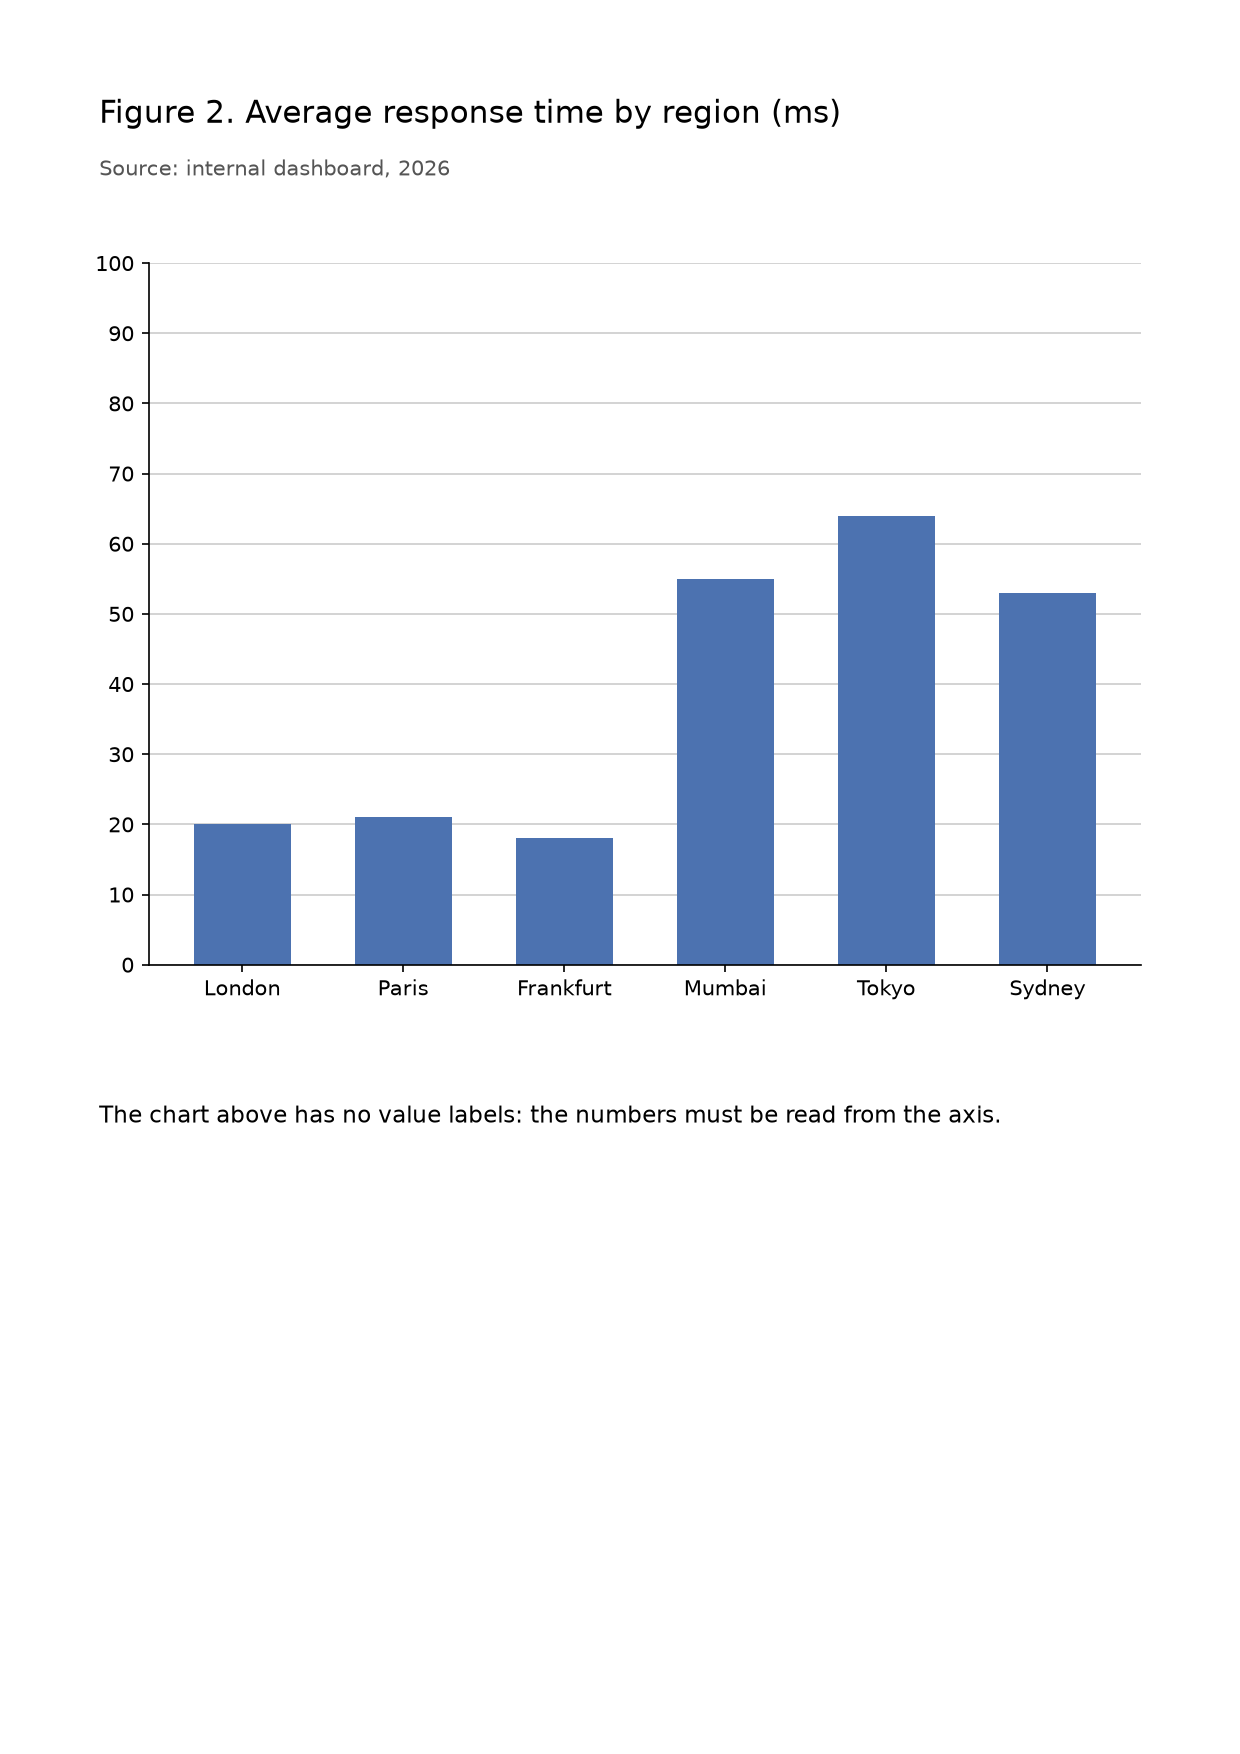 Figure 2. Average response time by region (ms)
Source: internal dashboard, 2026
100
90
80
70
60
50
40
30
20
10
0
London Paris Frankfurt Mumbai Tokyo Sydney
The chart above has no value labels: the numbers must be read from the axis.